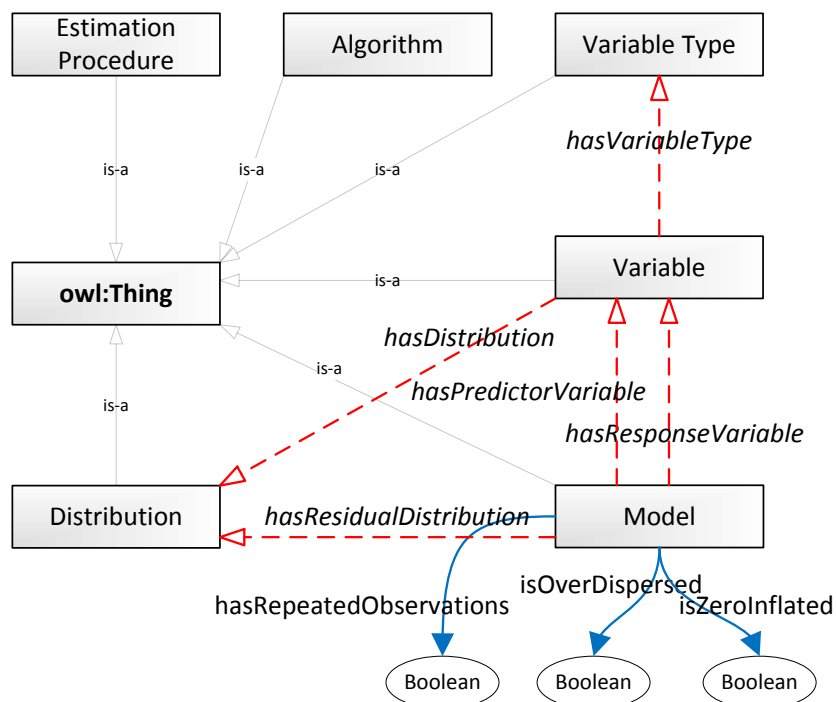 Estimation
Procedure
Algorithm
Variable Type
hasVariableType
is-a
is-a
is-a
owl:Thing
is-a
Variable
hasDistribution
is-a
hasPredictorVariable
is-a
hasResponseVariable
Distribution
hasResidualDistribution
Model
isOverDispersed
hasRepeatedObservations
isZeroInflated
Boolean
Boolean
Boolean